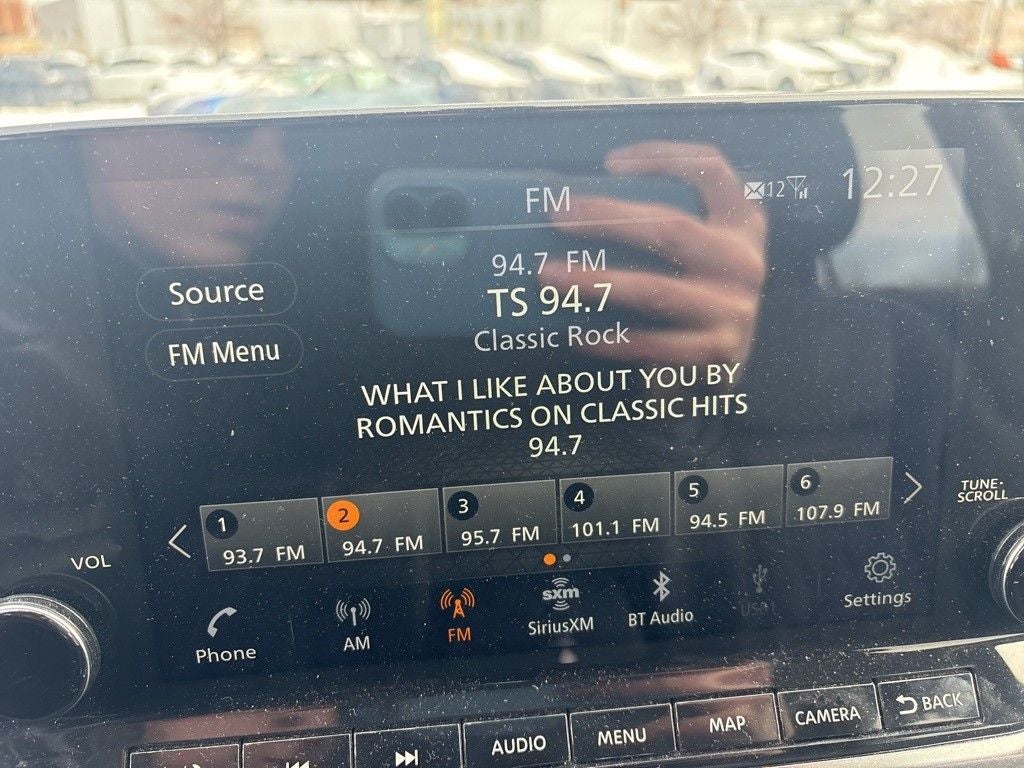 FM
12
12:27
94.7 FM
Source
TS 94.7
Classic Rock
FM Menu
WHAT I LIKE ABOUT YOU BY
ROMANTICS ON CLASSIC HITS
94.7
1
93.7 FM
2
94.7 FM
3
95.7 FM
4
101.1 FM
5
94.5 FM
6
107.9 FM
TUNE-
SCROLL
VOL
Phone
AM
FM
sxm
SiriusXM
BT Audio
USB1
Settings
AUDIO
MENU
MAP
CAMERA
BACK